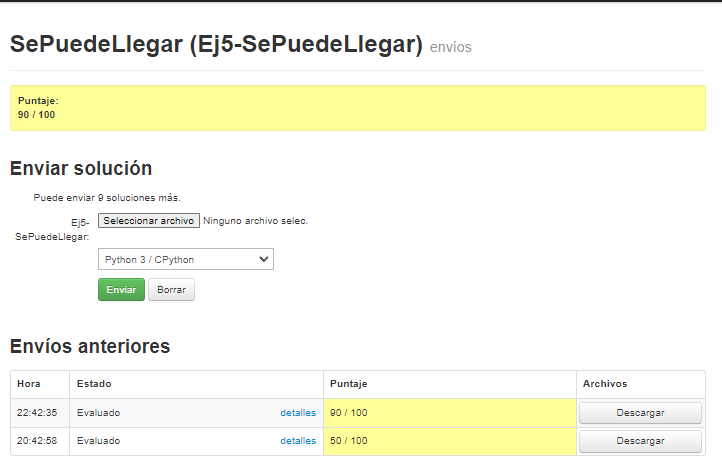 SePuedeLlegar (Ej5-SePuedeLlegar) envíos
Puntaje:
90 / 100
Enviar solución
Puede enviar 9 soluciones más.
Ej5-
SePuedeLlegar:
Seleccionar archivo Ninguno archivo selec.
Python 3 / CPython
Enviar Borrar
Envíos anteriores
Hora Estado Puntaje Archivos
22:42:35 Evaluado detalles 90 / 100 Descargar
20:42:58 Evaluado detalles 50 / 100 Descargar